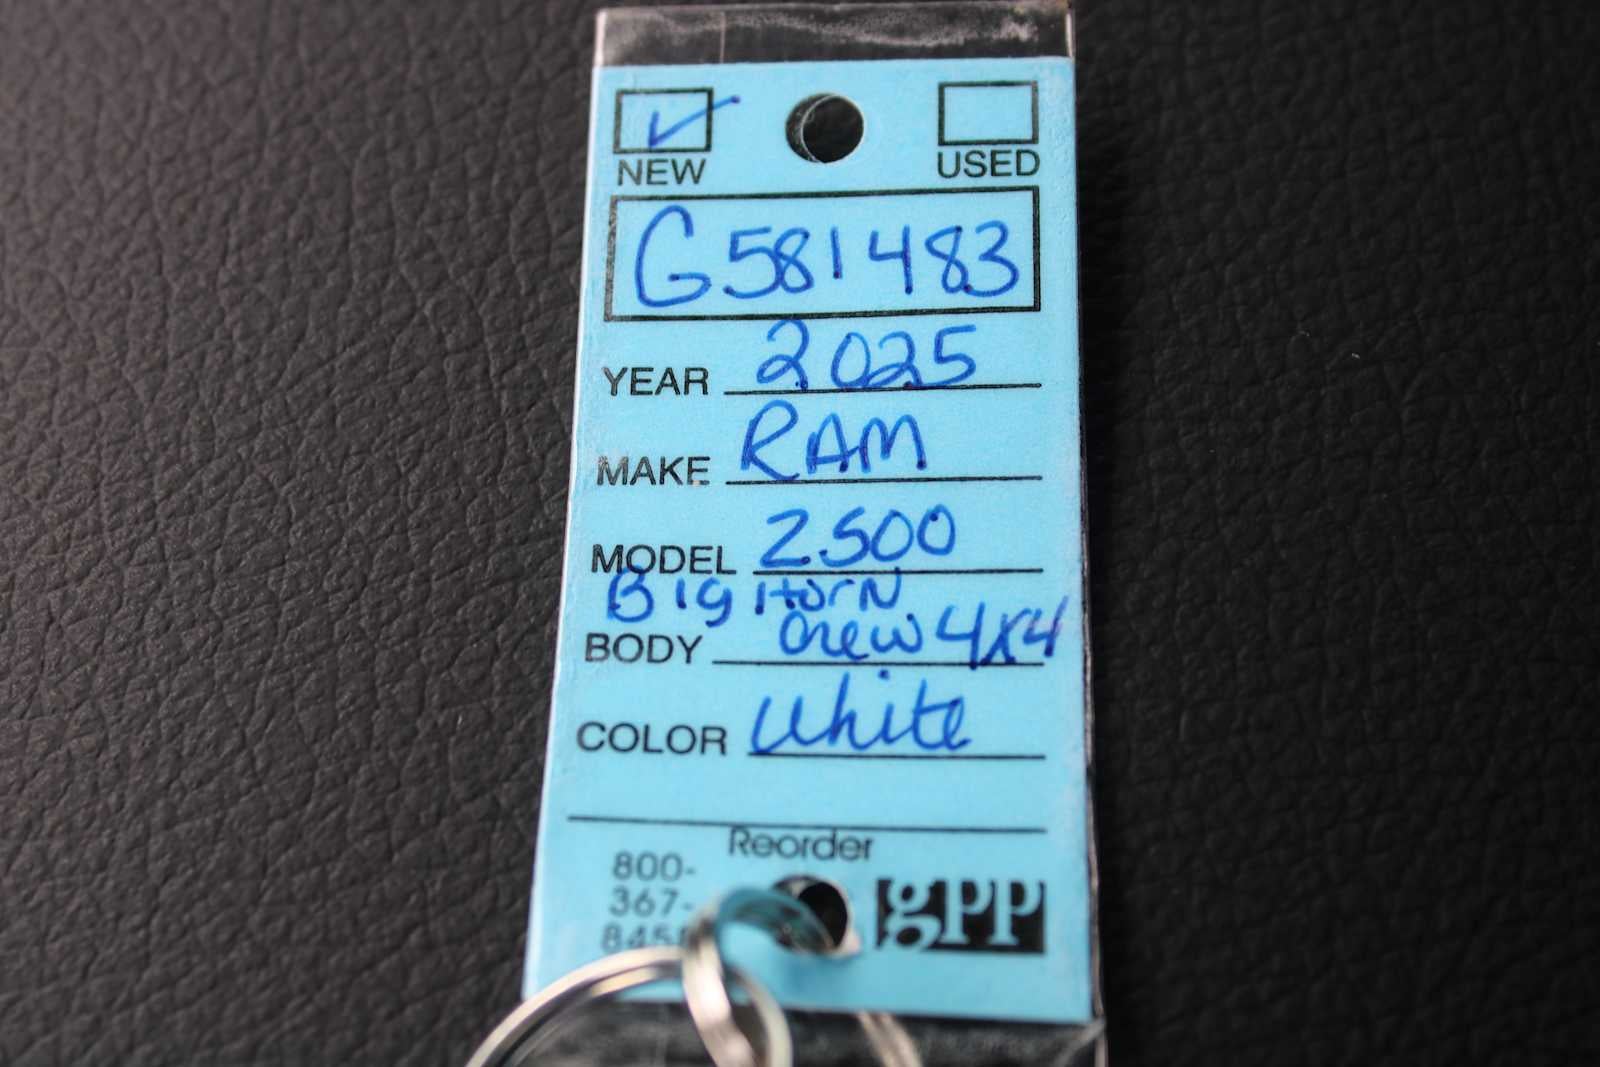 NEW USED
G581483
YEAR 2025
MAKE RAM
MODEL 2500
Big Horn
BODY Crew 4x4
COLOR White
Reorder
800-
367-
gpp